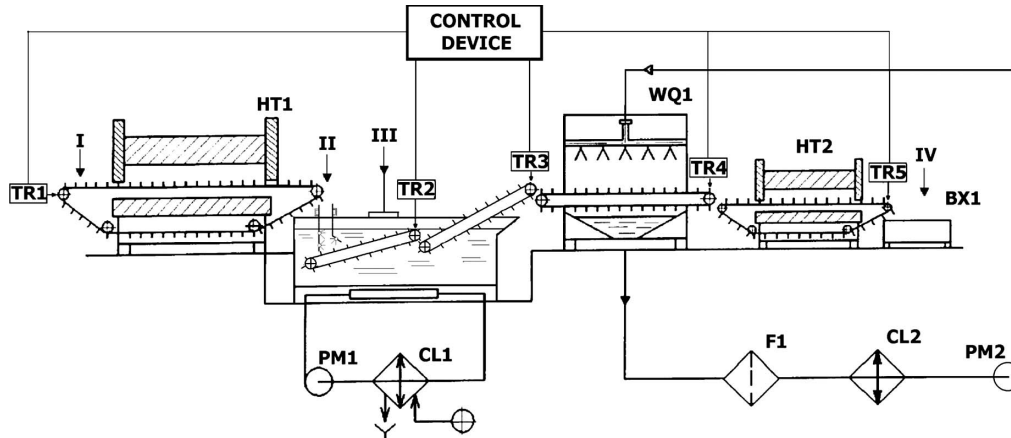 CONTROL
DEVICE
WQ1
HT1
I
III
II
TR1
TR2
TR3
TR4
HT2
TR5
IV
BX1
PM1
CL1
F1
CL2
PM2